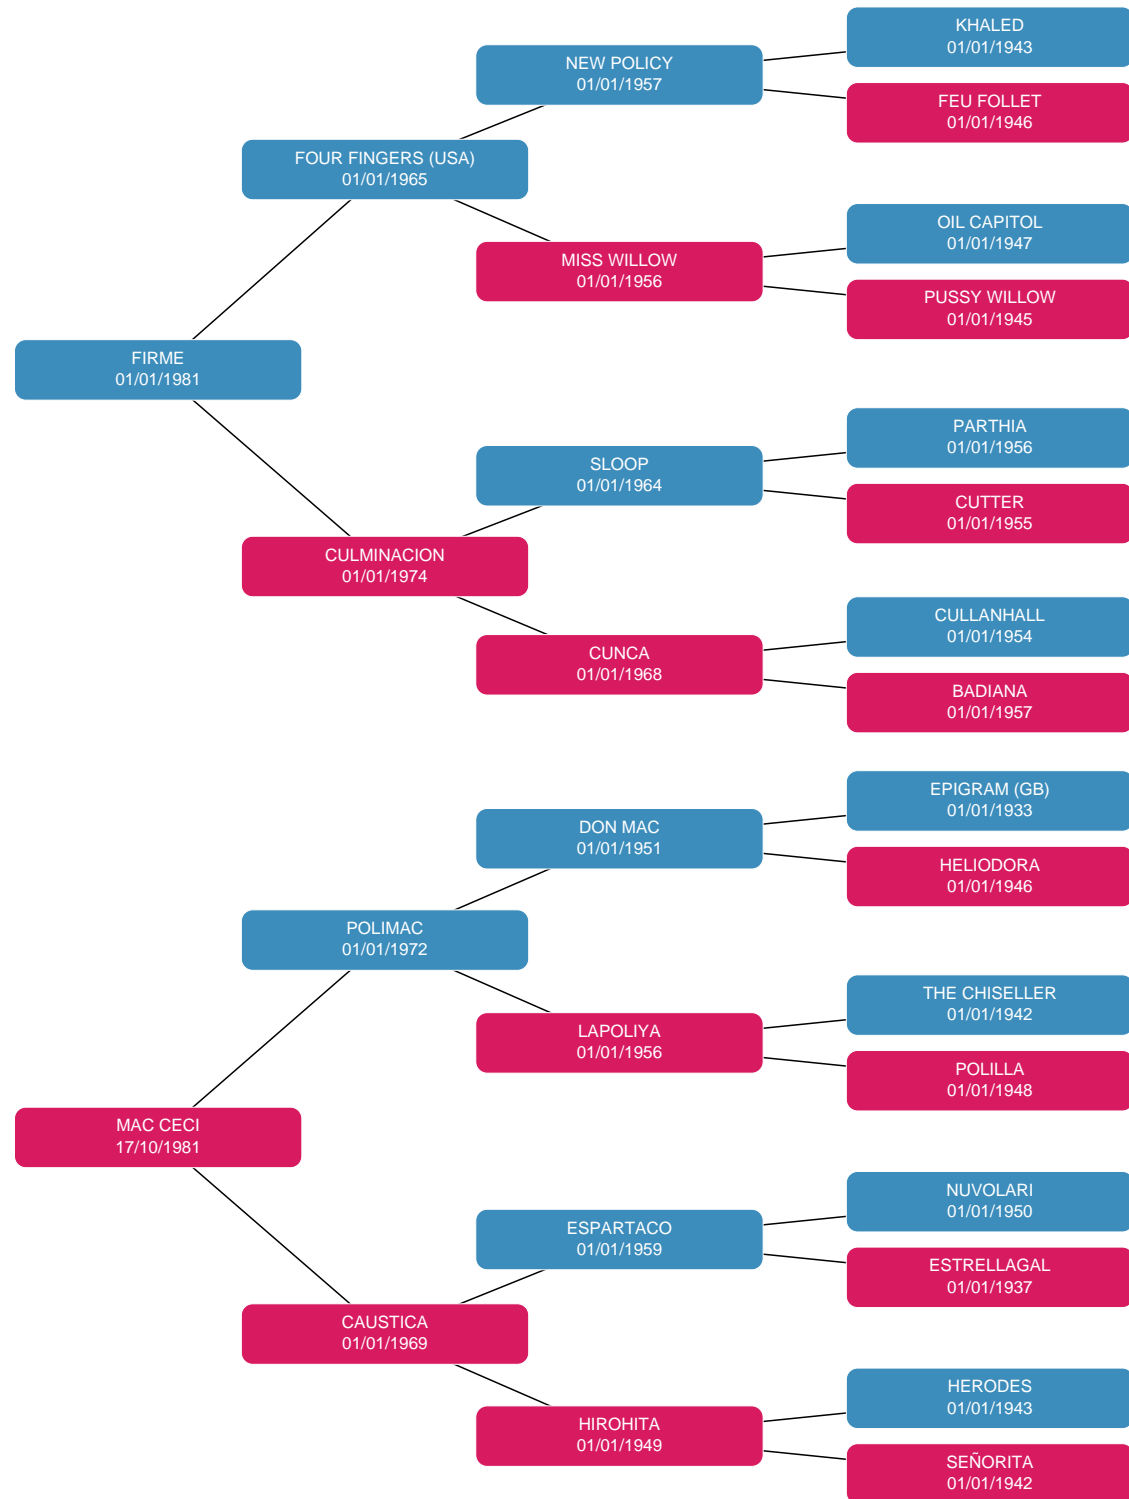 KHALED
01/01/1943
NEW POLICY
01/01/1957
FEU FOLLET
01/01/1946
FOUR FINGERS (USA)
01/01/1965
OIL CAPITOL
01/01/1947
MISS WILLOW
01/01/1956
PUSSY WILLOW
01/01/1945
FIRME
01/01/1981
PARTHIA
01/01/1956
SLOOP
01/01/1964
CUTTER
01/01/1955
CULMINACION
01/01/1974
CULLANHALL
01/01/1954
CUNCA
01/01/1968
BADIANA
01/01/1957
EPIGRAM (GB)
01/01/1933
DON MAC
01/01/1951
HELIODORA
01/01/1946
POLIMAC
01/01/1972
THE CHISELLER
01/01/1942
LAPOLIYA
01/01/1956
POLILLA
01/01/1948
MAC CECI
17/10/1981
NUVOLARI
01/01/1950
ESPARTACO
01/01/1959
ESTRELLAGAL
01/01/1937
CAUSTICA
01/01/1969
HERODES
01/01/1943
HIROHITA
01/01/1949
SEÑORITA
01/01/1942